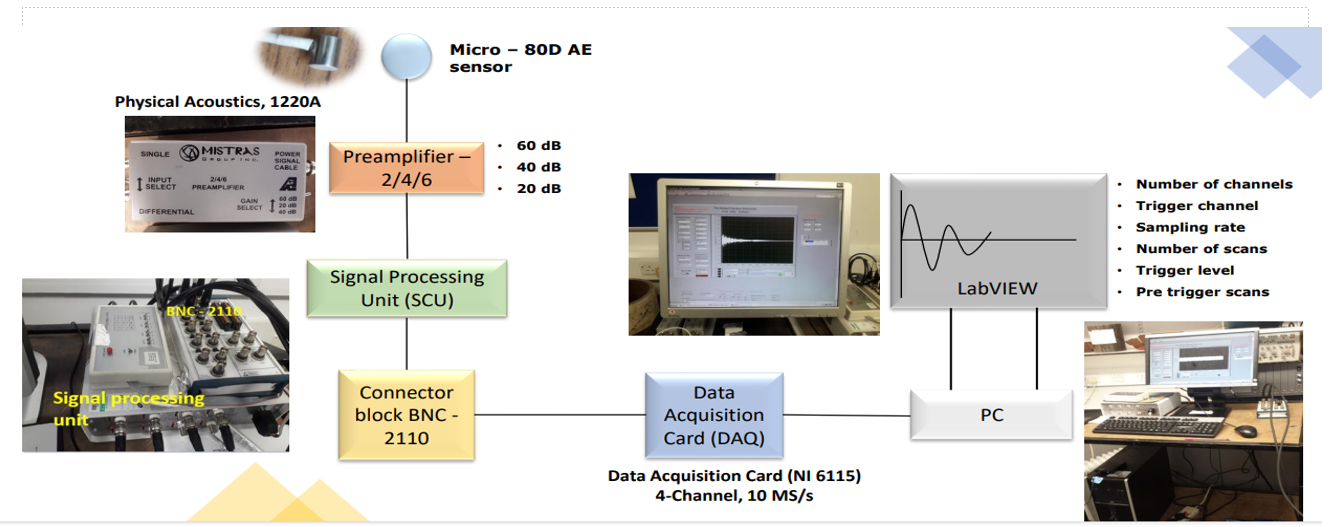 Micro – 80D AE
sensor
Physical Acoustics, 1220A
SINGLE
MISTRAS
GROUP INC.
POWER
SIGNAL
CABLE
INPUT
SELECT
2/4/6
PREAMPLIFIER
GAIN
SELECT
60 dB
20 dB
40 dB
DIFFERENTIAL
Preamplifier –
2/4/6
• 60 dB
• 40 dB
• 20 dB
Signal Processing
Unit (SCU)
BNC - 2110
Signal processing
unit
Connector
block BNC -
2110
Data
Acquisition
Card (DAQ)
Data Acquisition Card (NI 6115)
4-Channel, 10 MS/s
LabVIEW
• Number of channels
• Trigger channel
• Sampling rate
• Number of scans
• Trigger level
• Pre trigger scans
PC